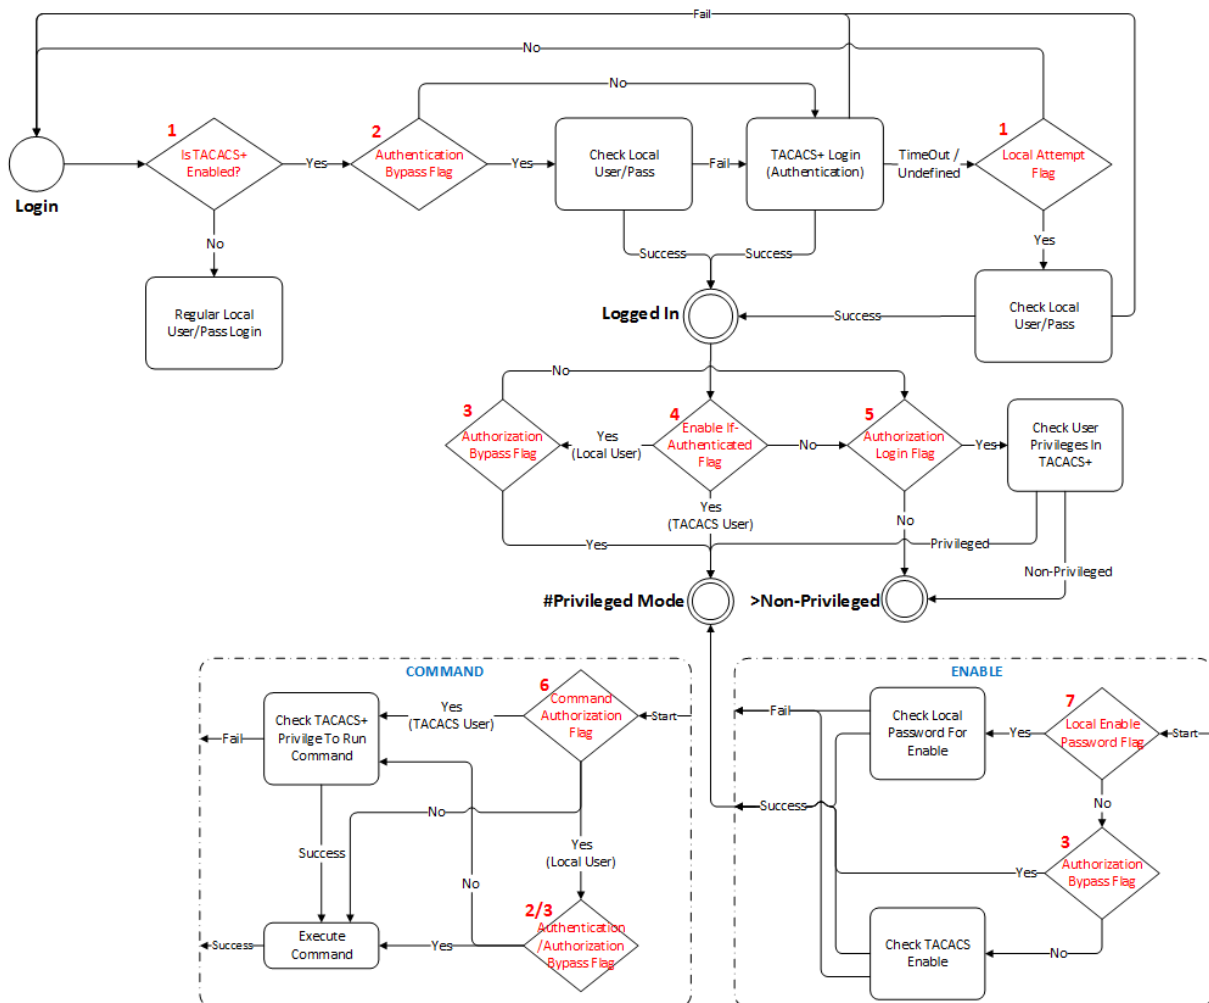 Fail
No
1
Is TACACS+
Enabled?
Yes
2
Authentication
Bypass Flag
No
Yes
Check Local
User/Pass
Fail
TACACS+ Login
(Authentication)
TimeOut /
Undefined
1
Local Attempt
Flag
Login
No
Regular Local
User/Pass Login
Success
Success
Yes
Check Local
User/Pass
Success
Logged In
No
3
Authorization
Bypass Flag
Yes
(Local User)
4
Enable If-
Authenticated
Flag
No
5
Authorization
Login Flag
Yes
Check User
Privileges In
TACACS+
Yes
(TACACS User)
No
Yes
Privileged
Non-Privileged
#Privileged Mode
>Non-Privileged
COMMAND
6
Command
Authorization
Flag
Start
Yes
(TACACS User)
Check TACACS+
Privilge To Run
Command
Fail
No
Success
Yes
(Local User)
No
2/3
Authentication
/Authorization
Bypass Flag
Yes
Execute
Command
Success
ENABLE
Fail
Check Local
Password For
Enable
Yes
7
Local Enable
Password Flag
Start
No
Success
3
Authorization
Bypass Flag
Yes
No
Check TACACS
Enable